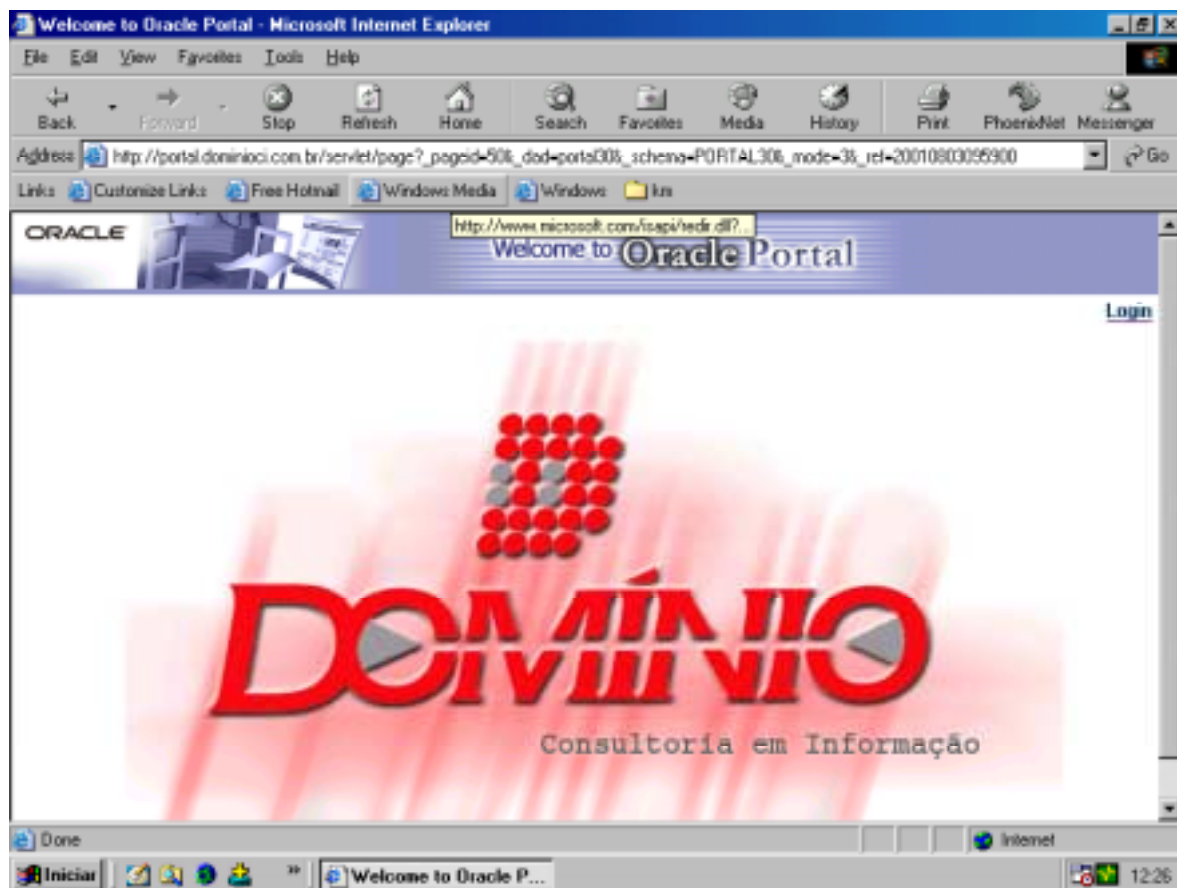 Welcome to Oracle Portal - Microsoft Internet Explorer
File Edit View Favorites Tools Help
Back Forward Stop Refresh Home Search Favorites Media History Print PhoenixNet Messenger
Address http://portal.dominioci.com.br/servlet/page?_pageid=50&_dad=portal30&_schema=PORTAL30&_mode=3&_ref=20010803095900 Go
Links Customize Links Free Hotmail Windows Media Windows km
http://www.microsoft.com/isapi/redir.dll?...
ORACLE Welcome to Oracle Portal
Login
DOMÍNIO
Consultoria em Informação
Done Internet
Iniciar » Welcome to Oracle P... 12:26